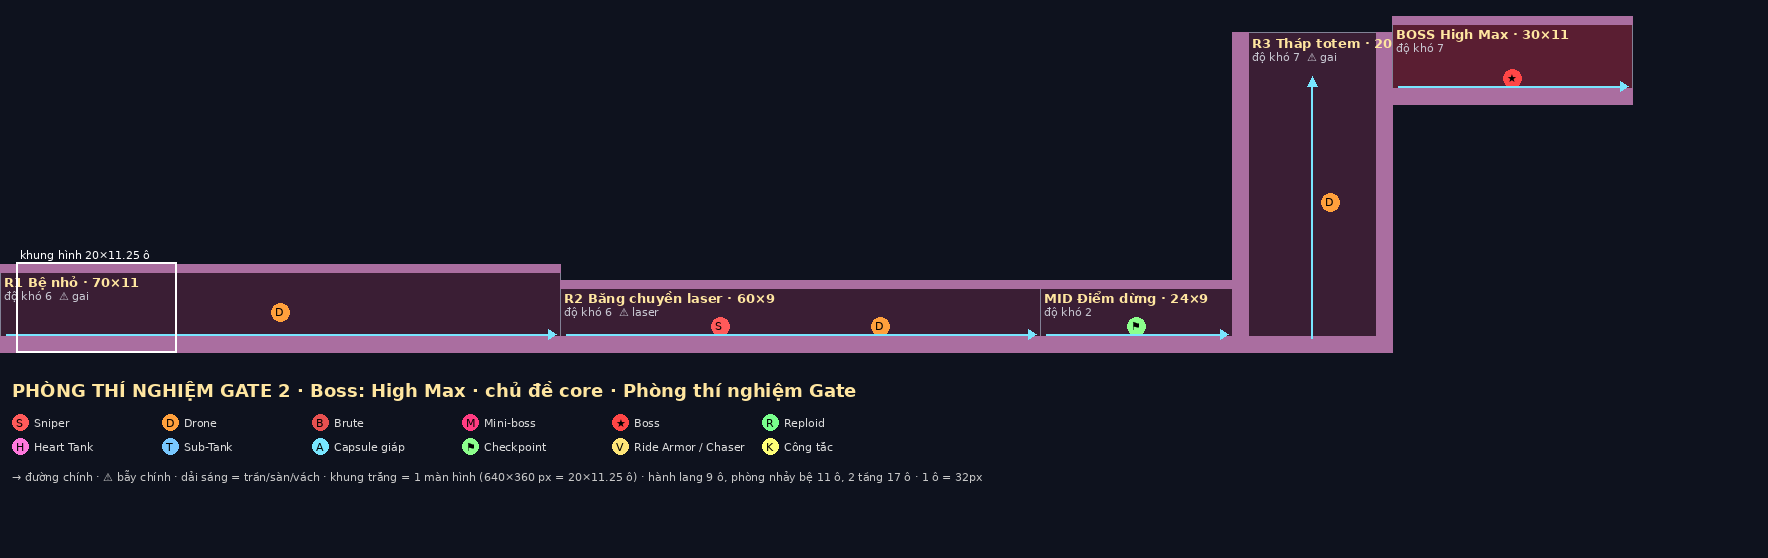 R3 Tháp totem · 20
độ khó 7 ⚠ gai
BOSS High Max · 30×11
độ khó 7
★
D
khung hình 20×11.25 ô
R1 Bệ nhỏ · 70×11
độ khó 6 ⚠ gai
D
R2 Băng chuyền laser · 60×9
độ khó 6 ⚠ laser
S
D
MID Điểm dừng · 24×9
độ khó 2
⚑
PHÒNG THÍ NGHIỆM GATE 2 · Boss: High Max · chủ đề core · Phòng thí nghiệm Gate
S Sniper D Drone B Brute M Mini-boss ★ Boss R Reploid
H Heart Tank T Sub-Tank A Capsule giáp ⚑ Checkpoint V Ride Armor / Chaser K Công tắc
→ đường chính · ⚠ bẫy chính · dải sáng = trần/sàn/vách · khung trắng = 1 màn hình (640×360 px = 20×11.25 ô) · hành lang 9 ô, phòng nhảy bệ 11 ô, 2 tầng 17 ô · 1 ô = 32px